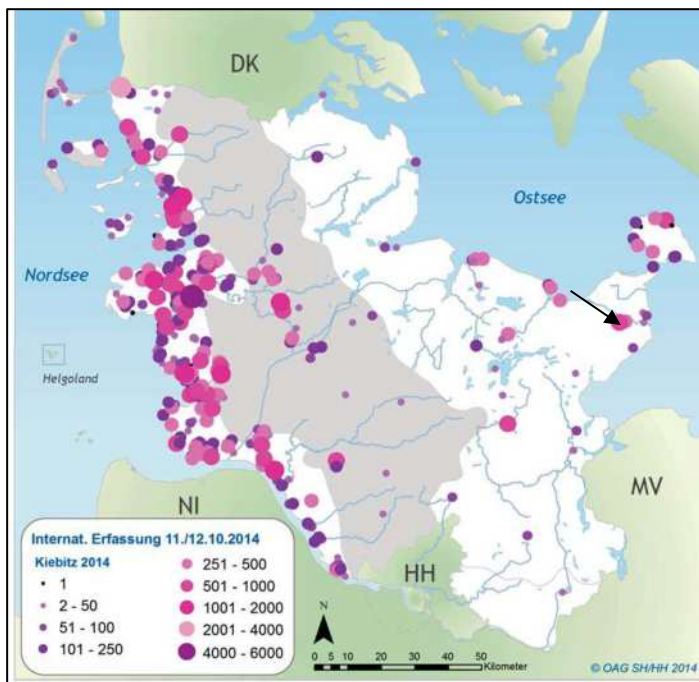 DK
Ostsee
Nordsee
Helgoland
MV
NI
HH
Internat. Erfassung 11./12.10.2014
Kiebitz 2014
1
2 - 50
51 - 100
101 - 250
251 - 500
501 - 1000
1001 - 2000
2001 - 4000
4000 - 6000
N
0 5 10 20 30 40 50
Kilometer
© OAG SH/HH 2014